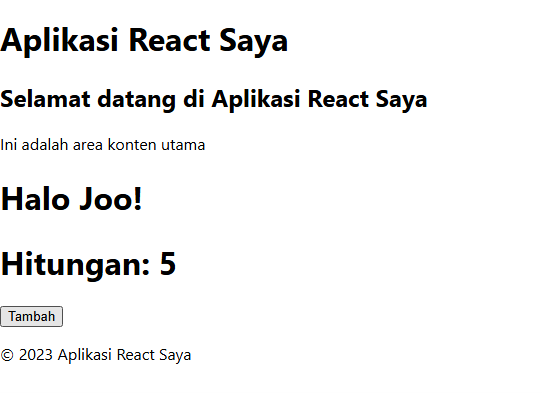 Aplikasi React Saya
Selamat datang di Aplikasi React Saya
Ini adalah area konten utama
Halo Joo!
Hitungan: 5
Tambah
© 2023 Aplikasi React Saya